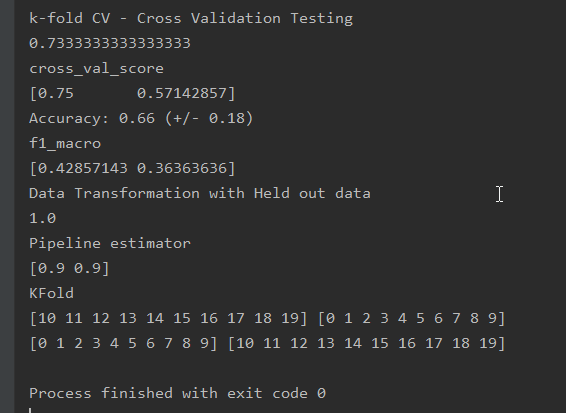 k-fold CV - Cross Validation Testing
0.7333333333333333
cross_val_score
[0.75       0.57142857]
Accuracy: 0.66 (+/- 0.18)
f1_macro
[0.42857143 0.36363636]
Data Transformation with Held out data
1.0
Pipeline estimator
[0.9 0.9]
KFold
[10 11 12 13 14 15 16 17 18 19] [0 1 2 3 4 5 6 7 8 9]
[0 1 2 3 4 5 6 7 8 9] [10 11 12 13 14 15 16 17 18 19]
Process finished with exit code 0